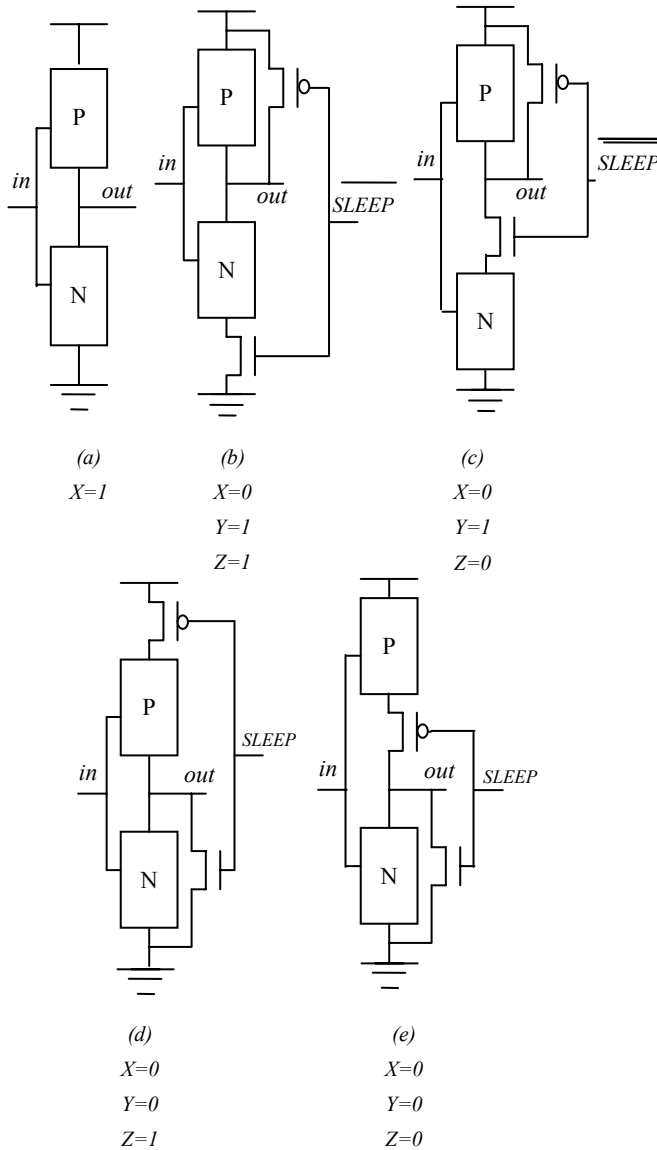 P
in
out
N
(a)
X=1
P
in
out
SLEEP
N
(b)
X=0
Y=1
Z=1
P
in
out
SLEEP
N
(c)
X=0
Y=1
Z=0
P
in
out
SLEEP
N
(d)
X=0
Y=0
Z=1
P
in
out
SLEEP
N
(e)
X=0
Y=0
Z=0